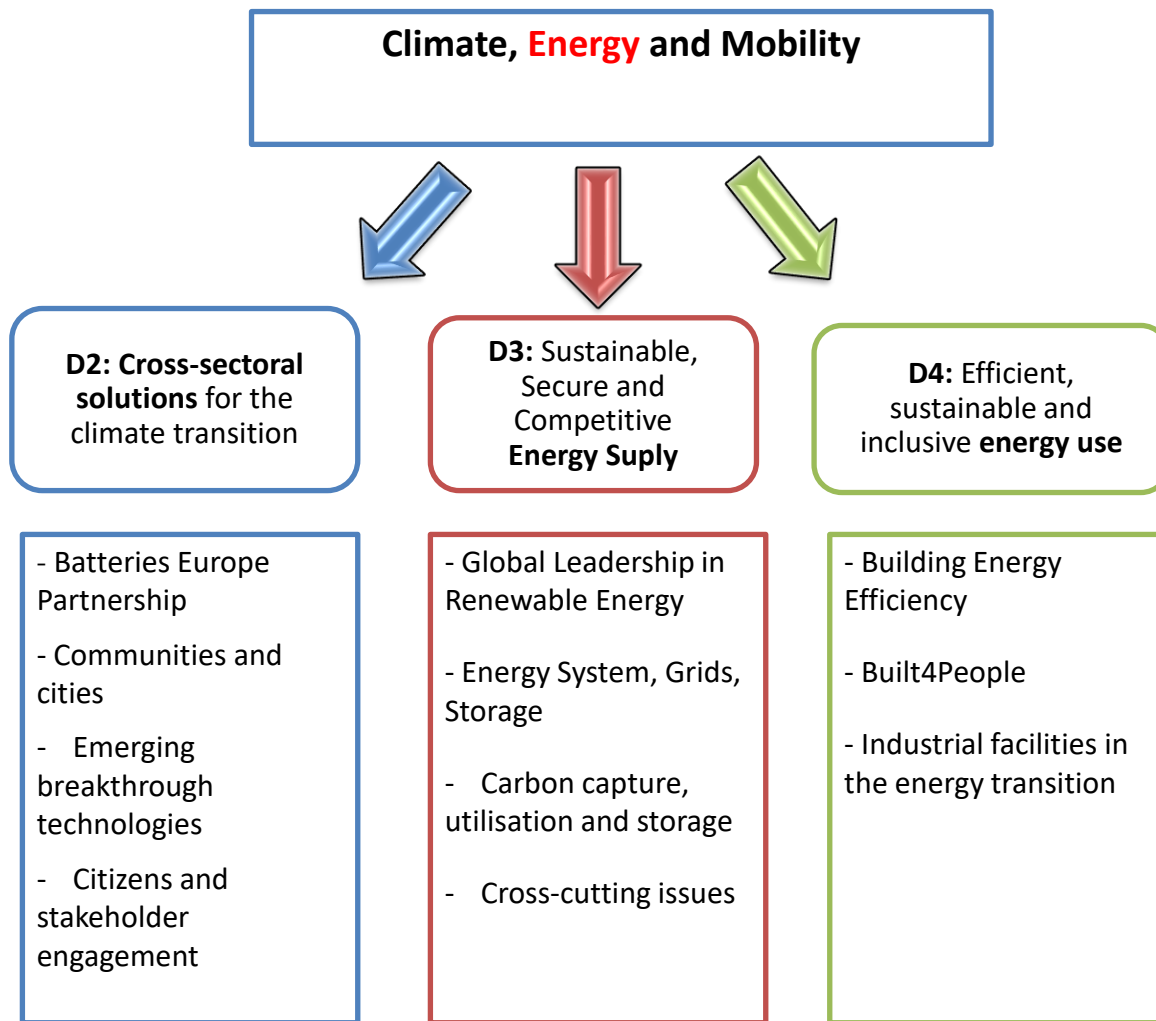 Climate, Energy and Mobility
D2: Cross-sectoral
solutions for the
climate transition
D3: Sustainable,
Secure and
Competitive
Energy Suply
D4: Efficient,
sustainable and
inclusive energy use
- Batteries Europe
Partnership
- Communities and
cities
- Emerging
breakthrough
technologies
- Citizens and
stakeholder
engagement
- Global Leadership in
Renewable Energy
- Energy System, Grids,
Storage
- Carbon capture,
utilisation and storage
- Cross-cutting issues
- Building Energy
Efficiency
- Built4People
- Industrial facilities in
the energy transition